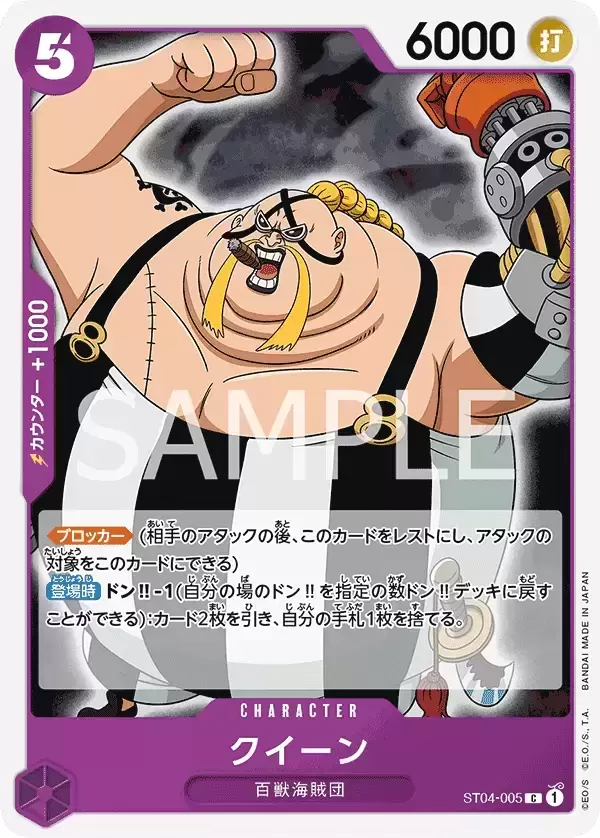 5
6000 打
カウンター +1000
SAMPLE
ブロッカー (相手のアタックの後、このカードをレストにし、アタックの
対象をこのカードにできる)
登場時 ドン!!-1(自分の場のドン!!を指定の数ドン!!デッキに戻す
ことができる):カード2枚を引き、自分の手札1枚を捨てる。
CHARACTER
クイーン
百獣海賊団
ST04-005 C 1
©E.O./S, ©E.O./S., T.A. BANDAI MADE IN JAPAN